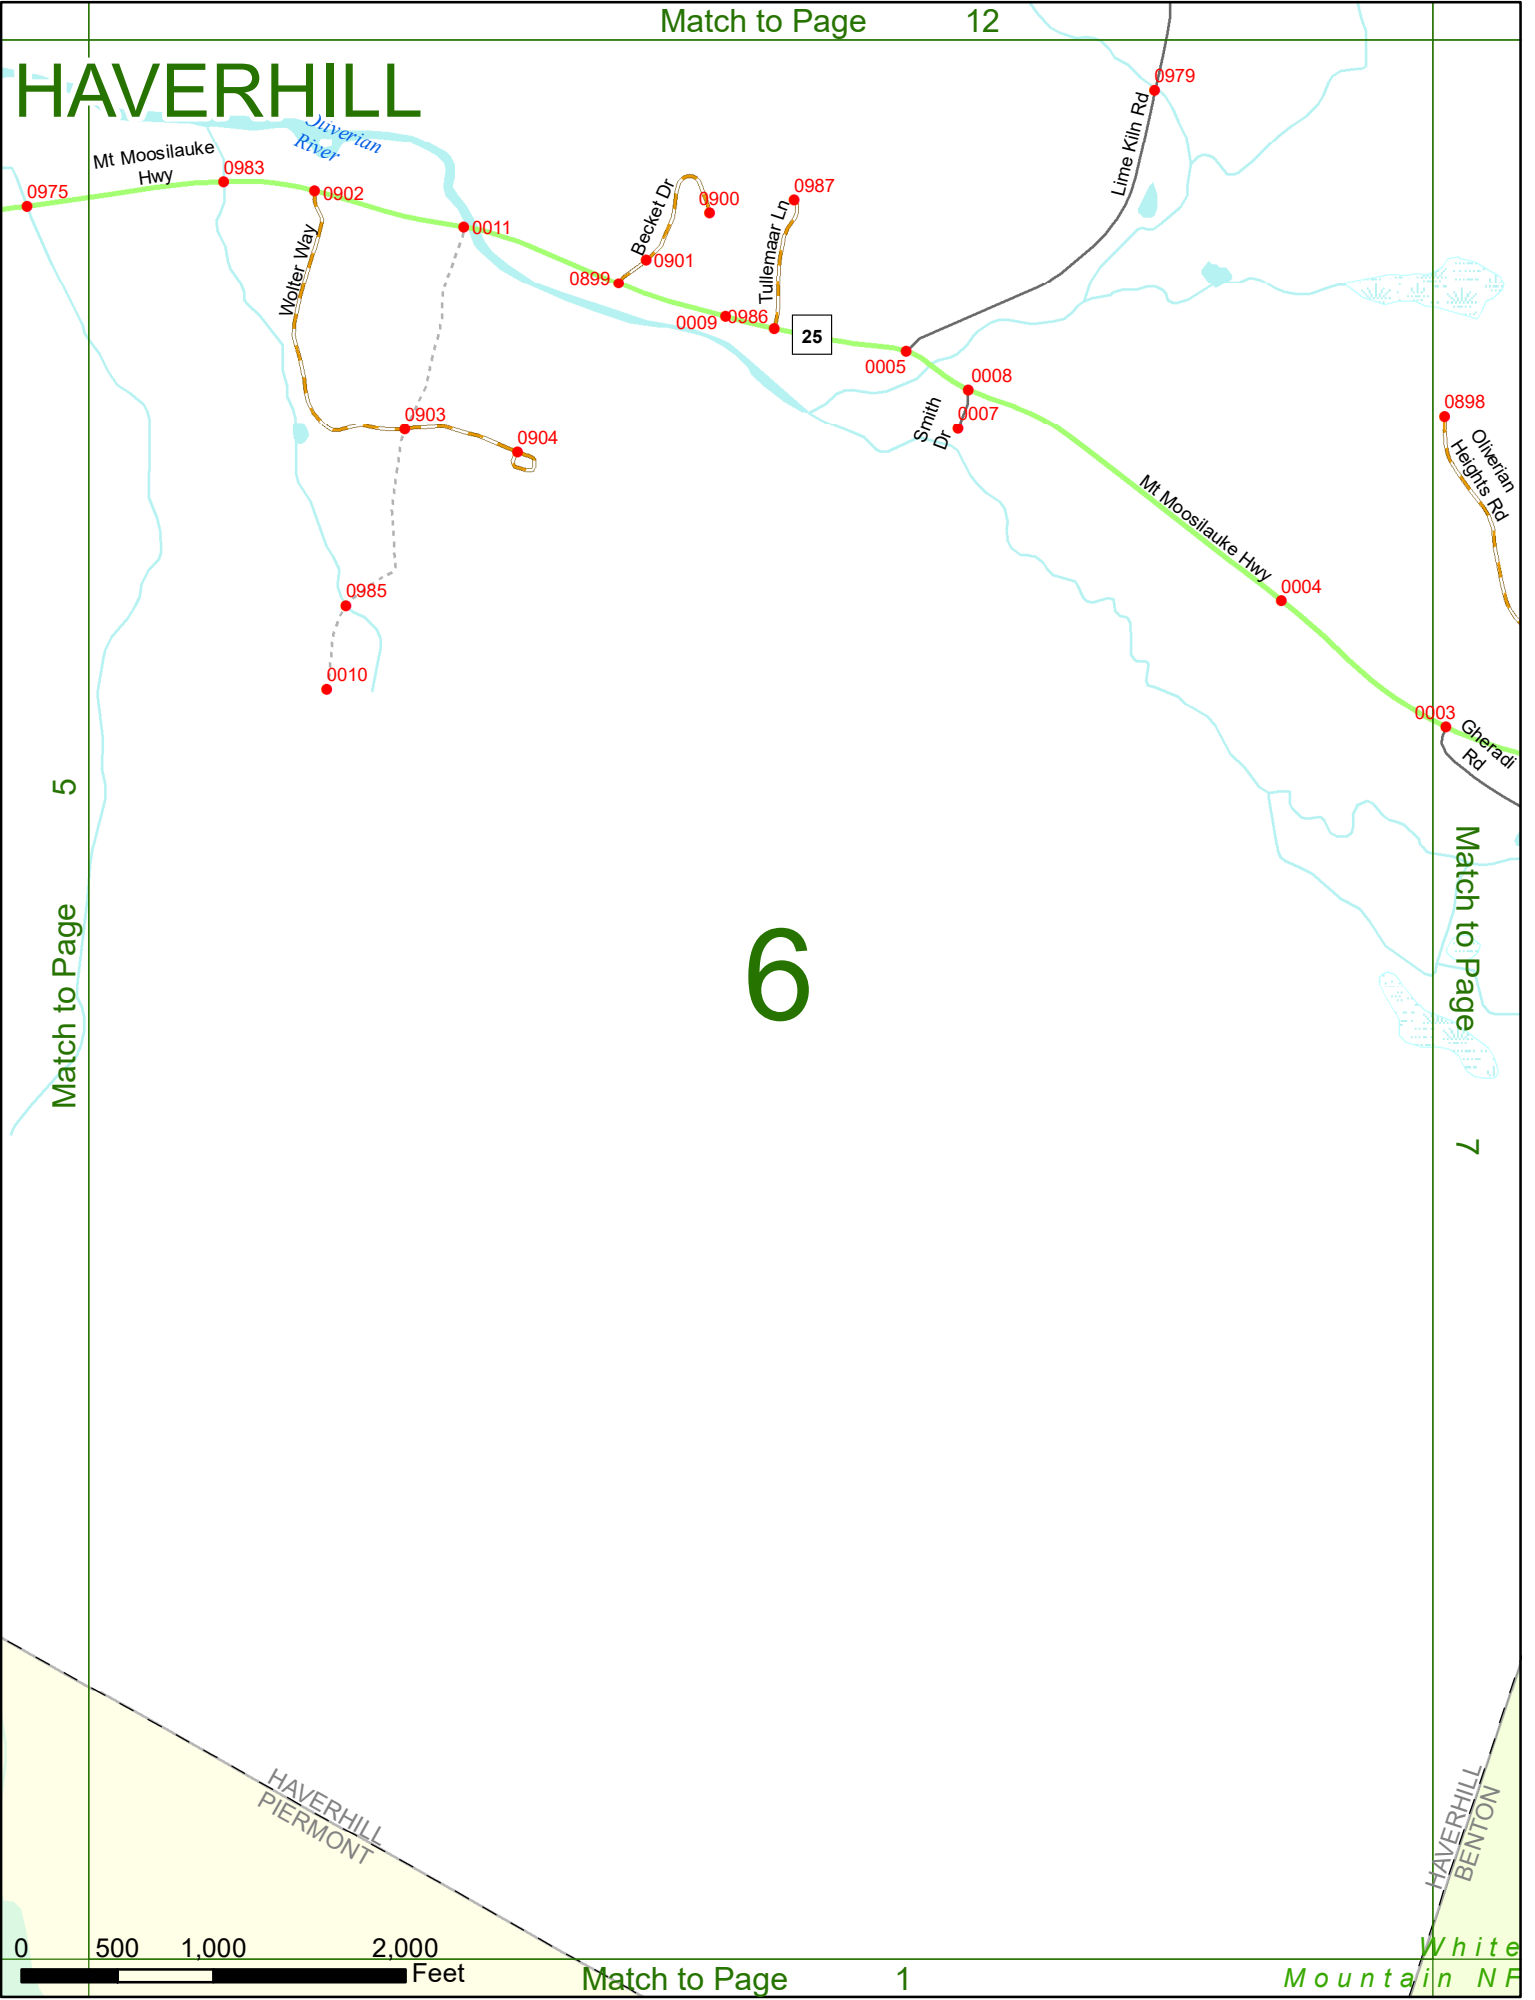 Match to Page 12
HAVERHILL
Oliverian
River
Mt Moosilauke
Hwy
0975
0983
0902
0011
Wolter Way
Becket Dr
0900
0901
0899
Tullemaar Ln
0987
0009
0986
25
Lime Kiln Rd
0979
0005
0008
Smith
Dr
0007
0903
0904
0898
Oliverian
Heights Rd
Mt Moosilauke Hwy
0985
0004
0010
0003
Gheradi
Rd
Match to Page 5
Match to Page 7
6
HAVERHILL
PIERMONT
HAVERHILL
BENTON
0 500 1,000 2,000
Feet
Match to Page 1
White
Mountain NF